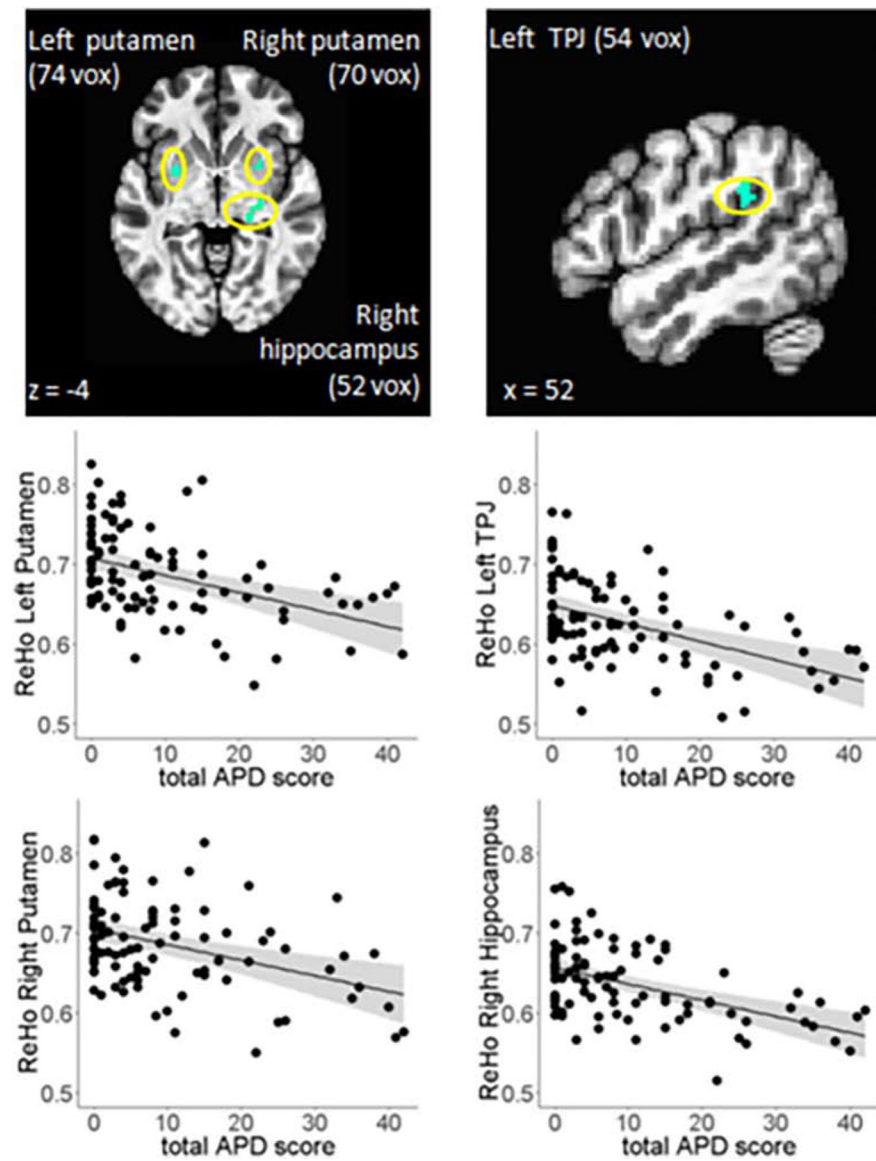 Left putamen
(74 vox)
Right putamen
(70 vox)
Right
hippocampus
(52 vox)
z = -4
Left TPJ (54 vox)
x = 52
ReHo Left Putamen
0.8
0.7
0.6
0.5
0 10 20 30 40
total APD score
ReHo Left TPJ
0.8
0.7
0.6
0.5
0 10 20 30 40
total APD score
ReHo Right Putamen
0.8
0.7
0.6
0.5
0 10 20 30 40
total APD score
ReHo Right Hippocampus
0.8
0.7
0.6
0.5
0 10 20 30 40
total APD score